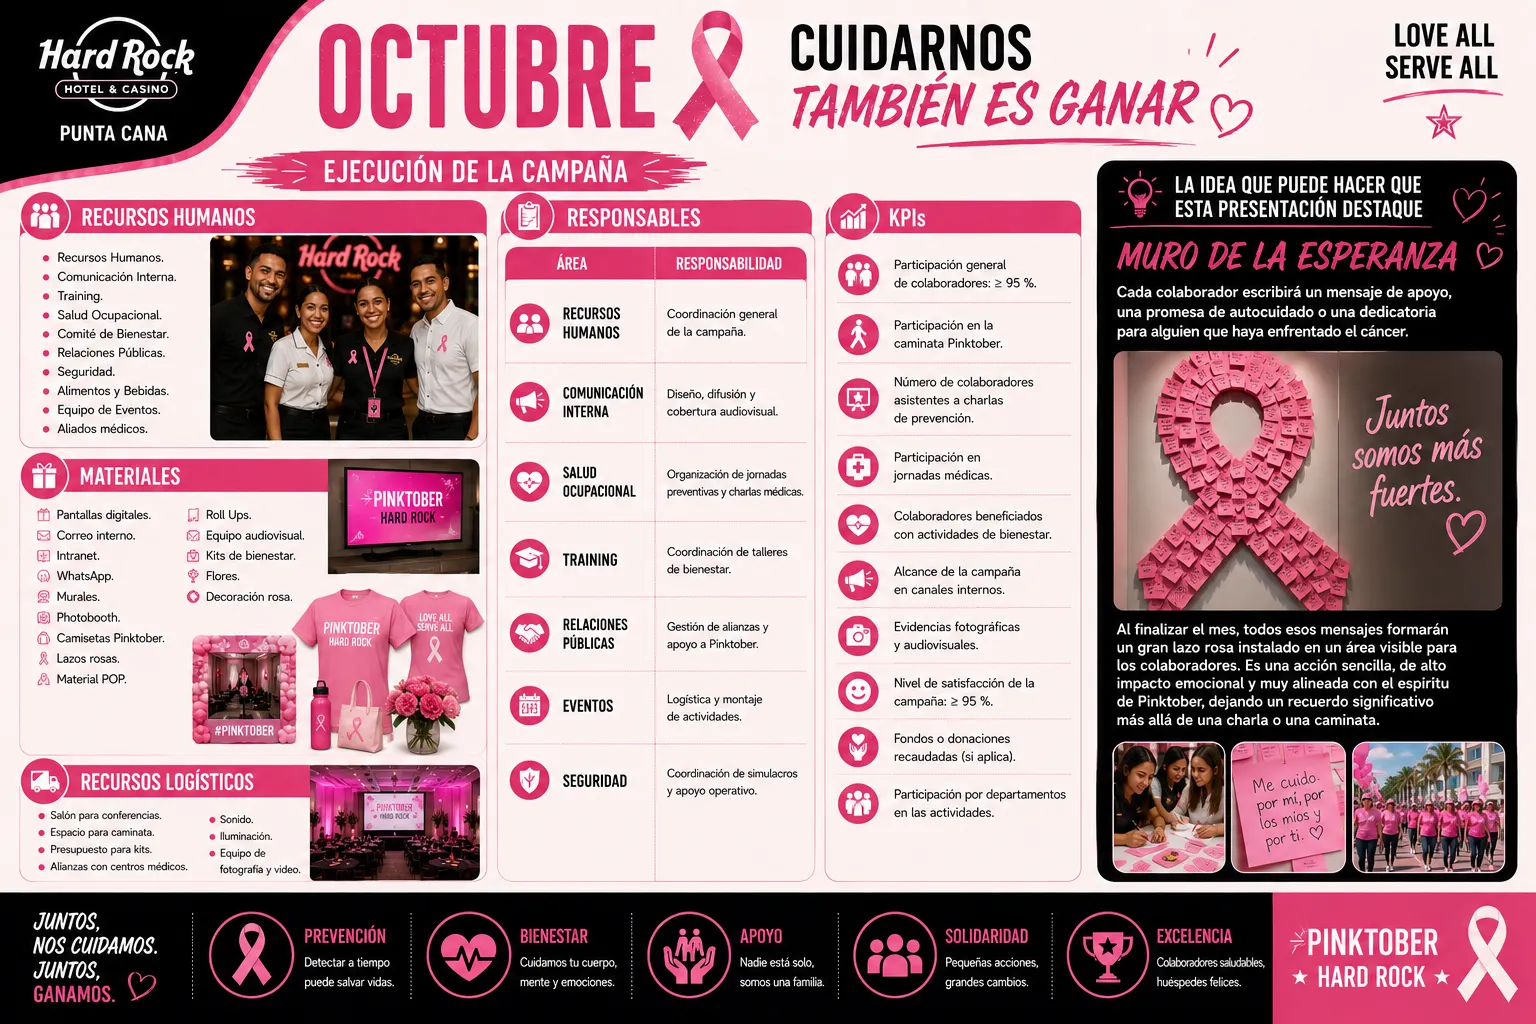 Hard Rock
HOTEL & CASINO
PUNTA CANA
OCTUBRE
CUIDARNOS
TAMBIÉN ES GANAR
LOVE ALL
SERVE ALL
EJECUCIÓN DE LA CAMPAÑA
RECURSOS HUMANOS
Recursos Humanos.
Comunicación Interna.
Training.
Salud Ocupacional.
Comité de Bienestar.
Relaciones Públicas.
Seguridad.
Alimentos y Bebidas.
Equipo de Eventos.
Aliados médicos.
Hard Rock
MATERIALES
Pantallas digitales.
Correo interno.
Intranet.
WhatsApp.
Murales.
Photobooth.
Camisetas Pinktober.
Lazos rosas.
Material POP.
Roll Ups.
Equipo audiovisual.
Kits de bienestar.
Flores.
Decoración rosa.
PINKTOBER
HARD ROCK
PINKTOBER
HARD ROCK
LOVE ALL
SERVE ALL
#PINKTOBER
RECURSOS LOGÍSTICOS
Salón para conferencias.
Espacio para caminata.
Presupuesto para kits.
Alianzas con centros médicos.
Sonido.
Iluminación.
Equipo de
fotografía y video.
PINKTOBER
HARD ROCK
RESPONSABLES
ÁREA
RESPONSABILIDAD
RECURSOS
HUMANOS
Coordinación general
de la campaña.
COMUNICACIÓN
INTERNA
Diseño, difusión y
cobertura audiovisual.
SALUD
OCUPACIONAL
Organización de jornadas
preventivas y charlas médicas.
TRAINING
Coordinación de talleres
de bienestar.
RELACIONES
PÚBLICAS
Gestión de alianzas y
apoyo a Pinktober.
EVENTOS
Logística y montaje
de actividades.
SEGURIDAD
Coordinación de simulacros
y apoyo operativo.
KPIs
Participación general
de colaboradores: ≥ 95 %.
Participación en la
caminata Pinktober.
Número de colaboradores
asistentes a charlas
de prevención.
Participación en
jornadas médicas.
Colaboradores beneficiados
con actividades de bienestar.
Alcance de la campaña
en canales internos.
Evidencias fotográficas
y audiovisuales.
Nivel de satisfacción de la
campaña: ≥ 95 %.
Fondos o donaciones
recaudadas (si aplica).
Participación por departamentos
en las actividades.
LA IDEA QUE PUEDE HACER QUE
ESTA PRESENTACIÓN DESTAQUE
MURO DE LA ESPERANZA
Cada colaborador escribirá un mensaje de apoyo,
una promesa de autocuidado o una dedicatoria
para alguien que haya enfrentado el cáncer.
Juntos
somos más
fuertes.
Al finalizar el mes, todos esos mensajes formarán
un gran lazo rosa instalado en un área visible para
los colaboradores. Es una acción sencilla, de alto
impacto emocional y muy alineada con el espíritu
de Pinktober, dejando un recuerdo significativo
más allá de una charla o una caminata.
Me cuido.
por mí, por
los míos y
por ti.
JUNTOS,
NOS CUIDAMOS.
JUNTOS,
GANAMOS.
PREVENCIÓN
Detectar a tiempo
puede salvar vidas.
BIENESTAR
Cuidamos tu cuerpo,
mente y emociones.
APOYO
Nadie está solo,
somos una familia.
SOLIDARIDAD
Pequeñas acciones,
grandes cambios.
EXCELENCIA
Colaboradores saludables,
huéspedes felices.
PINKTOBER
HARD ROCK